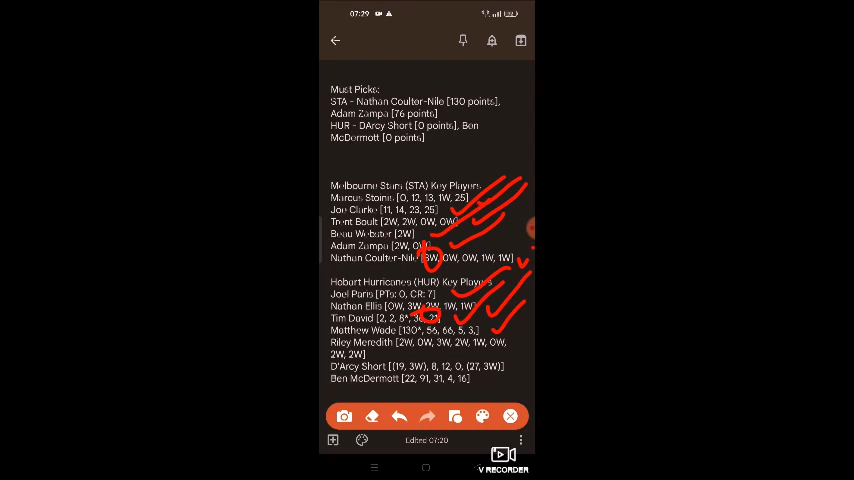 07:29
Must Picks:
STA - Nathan Coulter-Nile [130 points],
Adam Zampa [76 points]
HUR - DArcy Short [0 points], Ben
McDermott [0 points]
Melbourne Stars (STA) Key Players
Marcus Stoinis [0, 12, 13, 1W, 25]
Joe Clarke [11, 14, 23, 25]
Trent Boult [2W, 2W, 0W, 0W]
Beau Webster [2W]
Adam Zampa [2W, 0W]
Nathan Coulter-Nile [3W, 0W, 0W, 1W, 1W]
Hobart Hurricanes (HUR) Key Players
Joel Paris [PTs: 0, CR: 7]
Nathan Ellis [0W, 3W, 2W, 1W, 1W]
Tim David [2, 2, 8*, 21]
Matthew Wade [130*, 56, 66, 5, 3,]
Riley Meredith [2W, 0W, 3W, 2W, 1W, 0W,
2W, 2W]
D'Arcy Short [(19, 3W), 8, 12, 0, (27, 3W)]
Ben McDermott [22, 91, 31, 4, 16]
Edited 07:20
V RECORDER